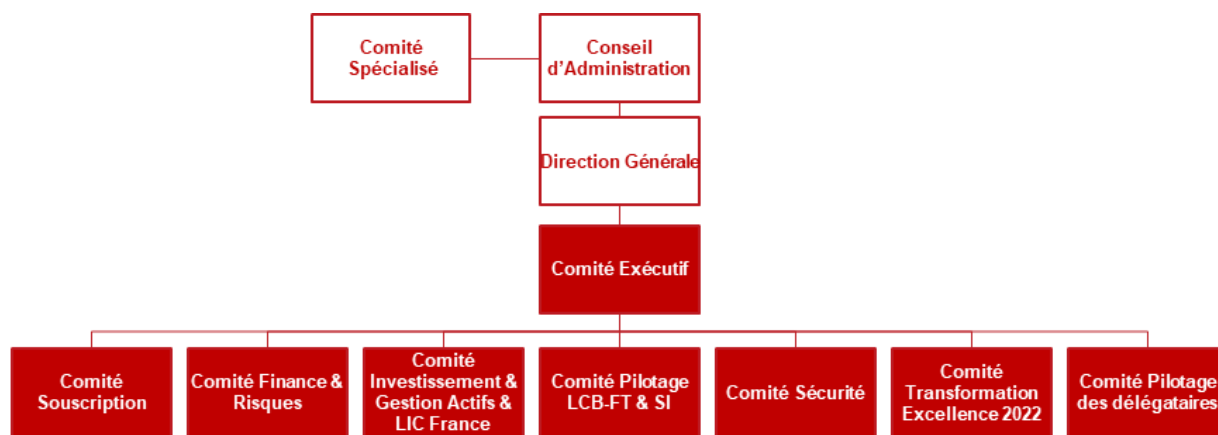 Comité
Spécialisé
Conseil
d'Administration
Direction Générale
Comité Exécutif
Comité
Souscription
Comité Finance &
Risques
Comité
Investissement &
Gestion Actifs &
LIC France
Comité Pilotage
LCB-FT & SI
Comité Sécurité
Comité
Transformation
Excellence 2022
Comité Pilotage
des délégataires